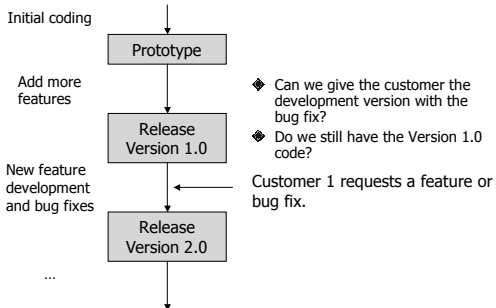 Initial coding
Prototype
Add more
features
Release
Version 1.0
New feature
development
and bug fixes
Release
Version 2.0
...
Can we give the customer the
development version with the
bug fix?
Do we still have the Version 1.0
code?
Customer 1 requests a feature or
bug fix.